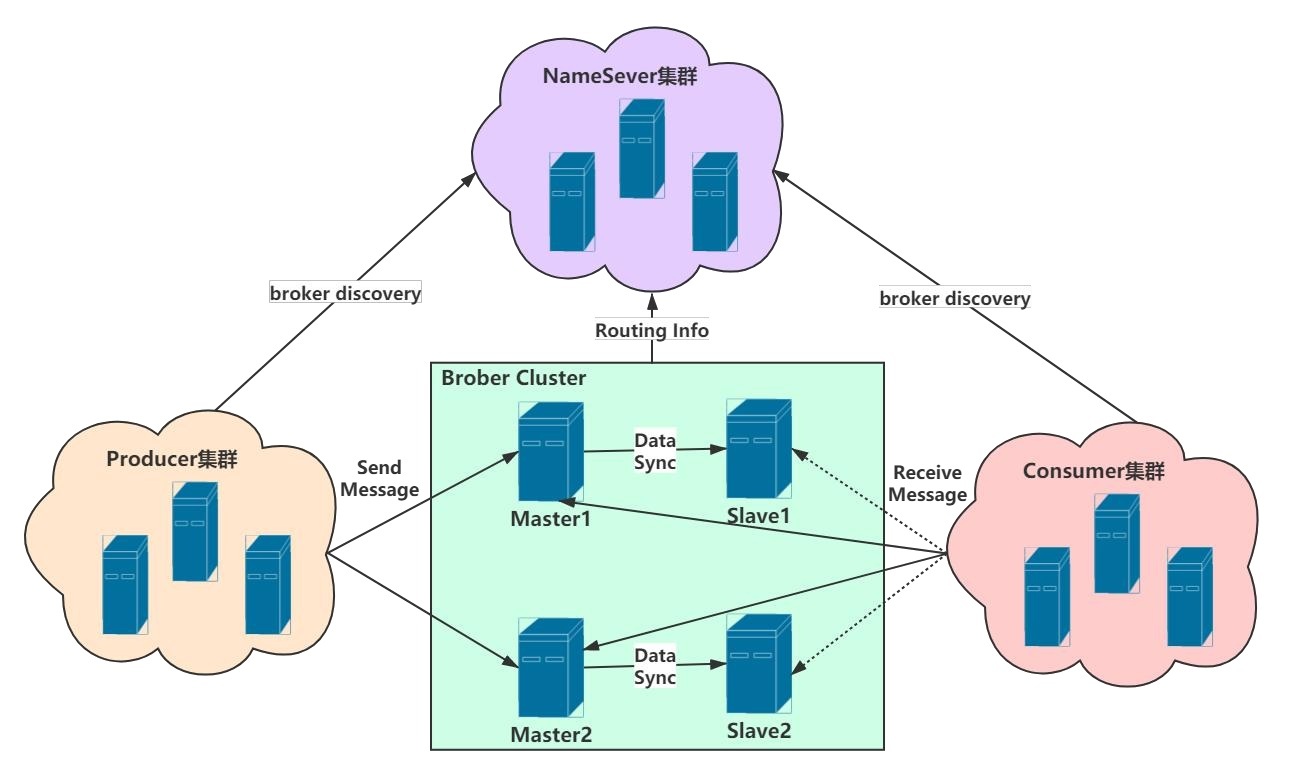 NameSever集群
broker discovery
broker discovery
Routing Info
Brober Cluster
Producer集群
Send
Message
Data
Sync
Receive
Message
Consumer集群
Master1
Slave1
Data
Sync
Master2
Slave2